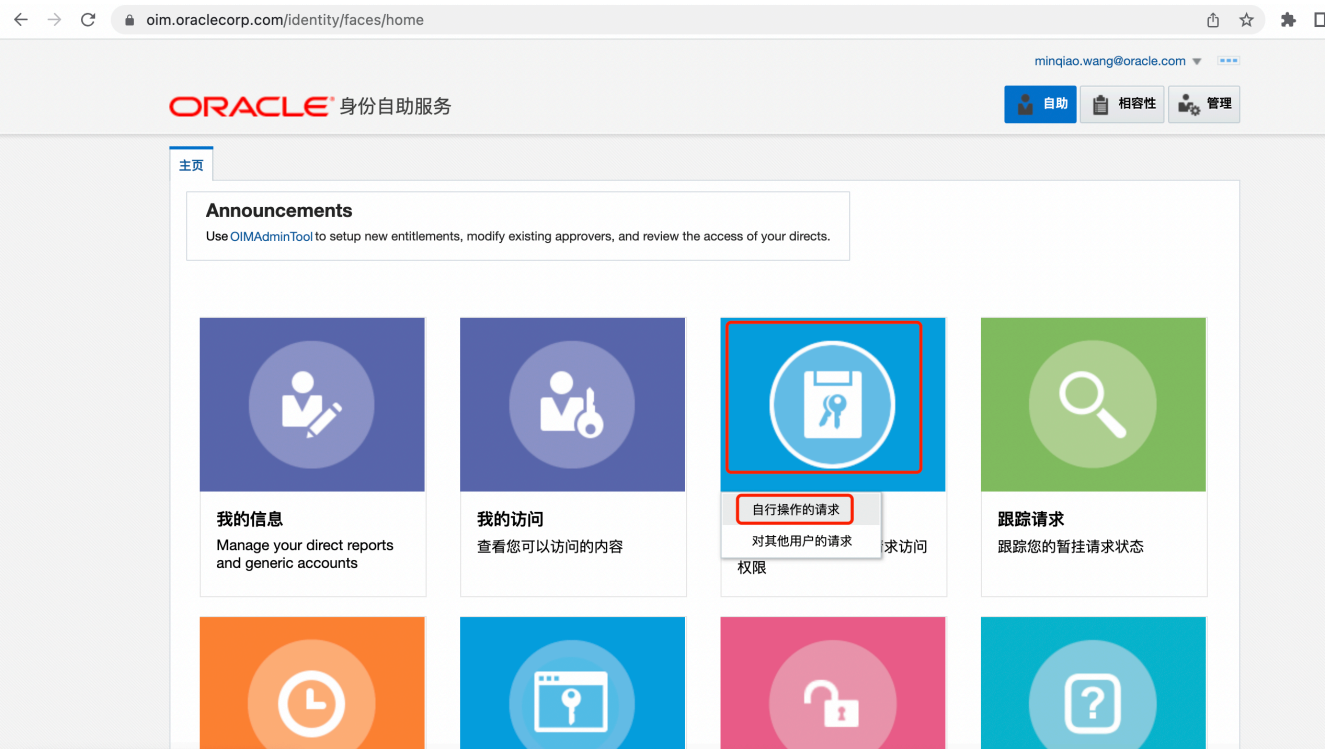 oim.oraclecorp.com/identity/faces/home
minqiao.wang@oracle.com
ORACLE® 身份自助服务
自助
相容性
管理
主页
Announcements
Use OIMAdminTool to setup new entitlements, modify existing approvers, and review the access of your directs.
我的信息
Manage your direct reports
and generic accounts
我的访问
查看您可以访问的内容
自行操作的请求
对其他用户的请求
求访问
权限
跟踪请求
跟踪您的暂挂请求状态